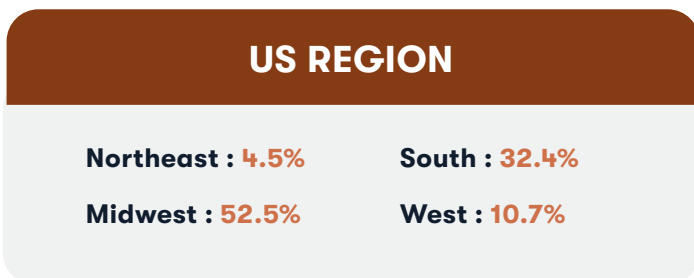 US REGION
Northeast : 4.5%
South : 32.4%
Midwest : 52.5%
West : 10.7%